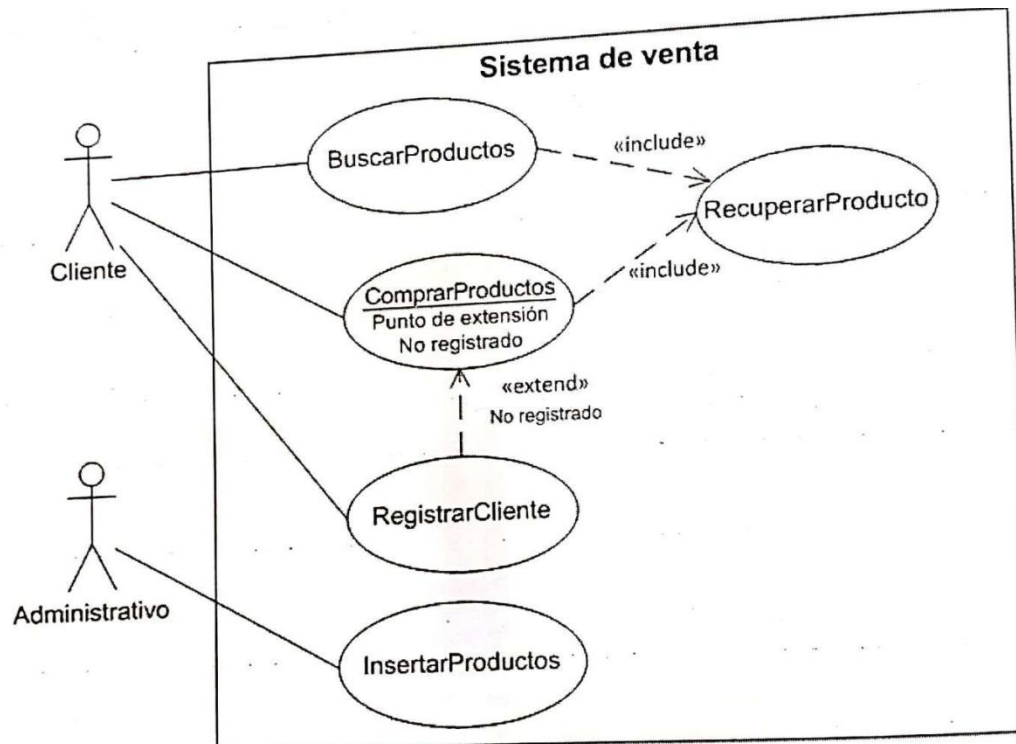 Sistema de venta
BuscarProductos
«include»
RecuperarProducto
Cliente
ComprarProductos
Punto de extensión
No registrado
«include»
«extend»
No registrado
RegistrarCliente
Administrativo
InsertarProductos